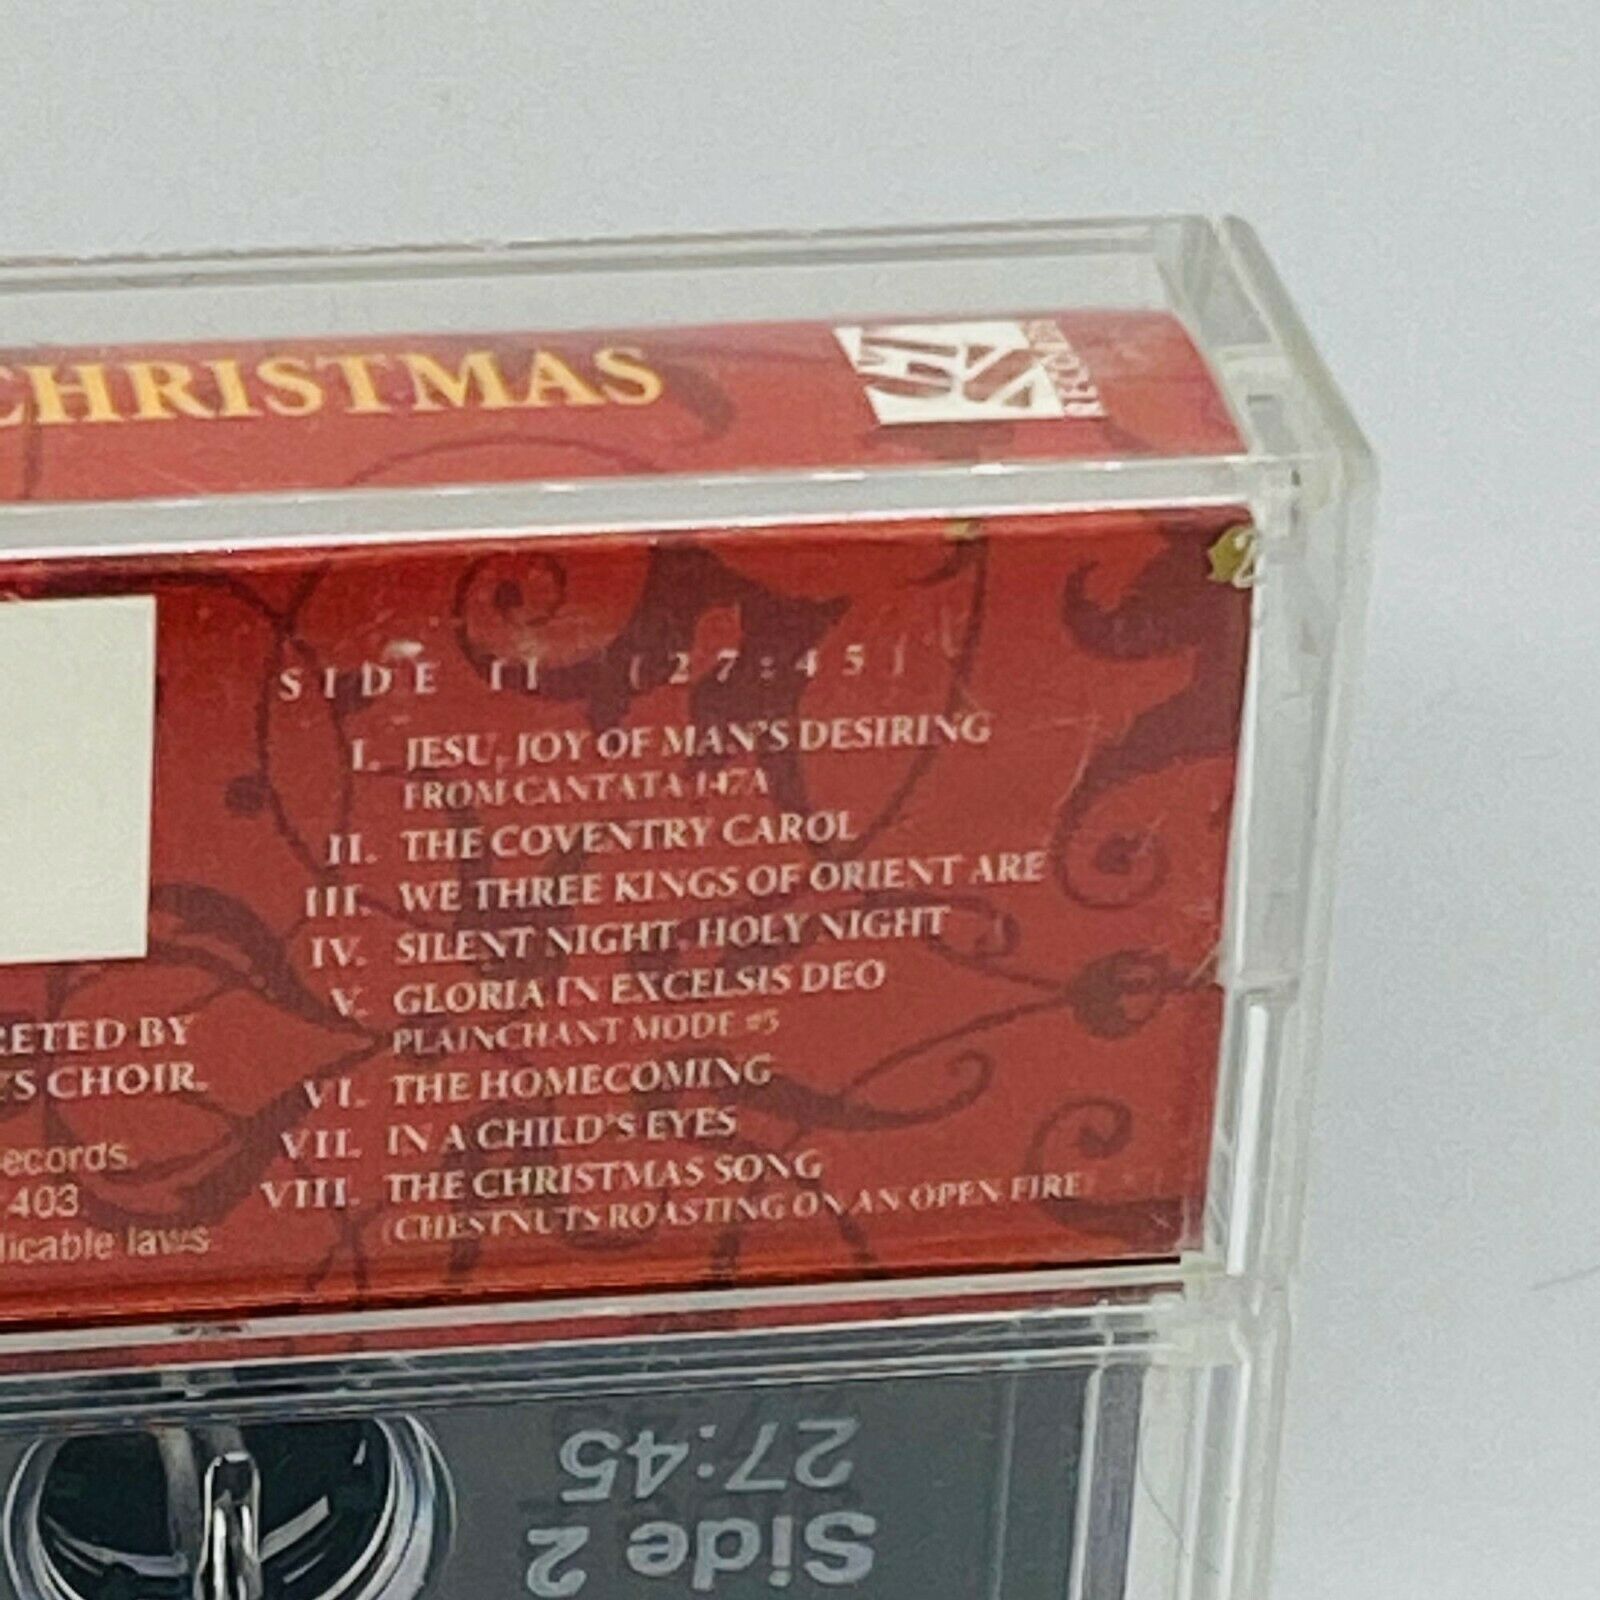 CHRISTMAS
SIDE II (27:45)
I. JESU, JOY OF MAN'S DESIRING
FROM CANTATA 147A
II. THE COVENTRY CAROL
III. WE THREE KINGS OF ORIENT ARE
IV. SILENT NIGHT, HOLY NIGHT
V. GLORIA IN EXCELSIS DEO
PLAINCHANT MODE #5
VI. THE HOMECOMING
VII. IN A CHILD'S EYES
VIII. THE CHRISTMAS SONG
(CHESTNUTS ROASTING ON AN OPEN FIRE)
RETED BY
'S CHOIR.
ecords.
403
licable laws.
Side 2
27:45